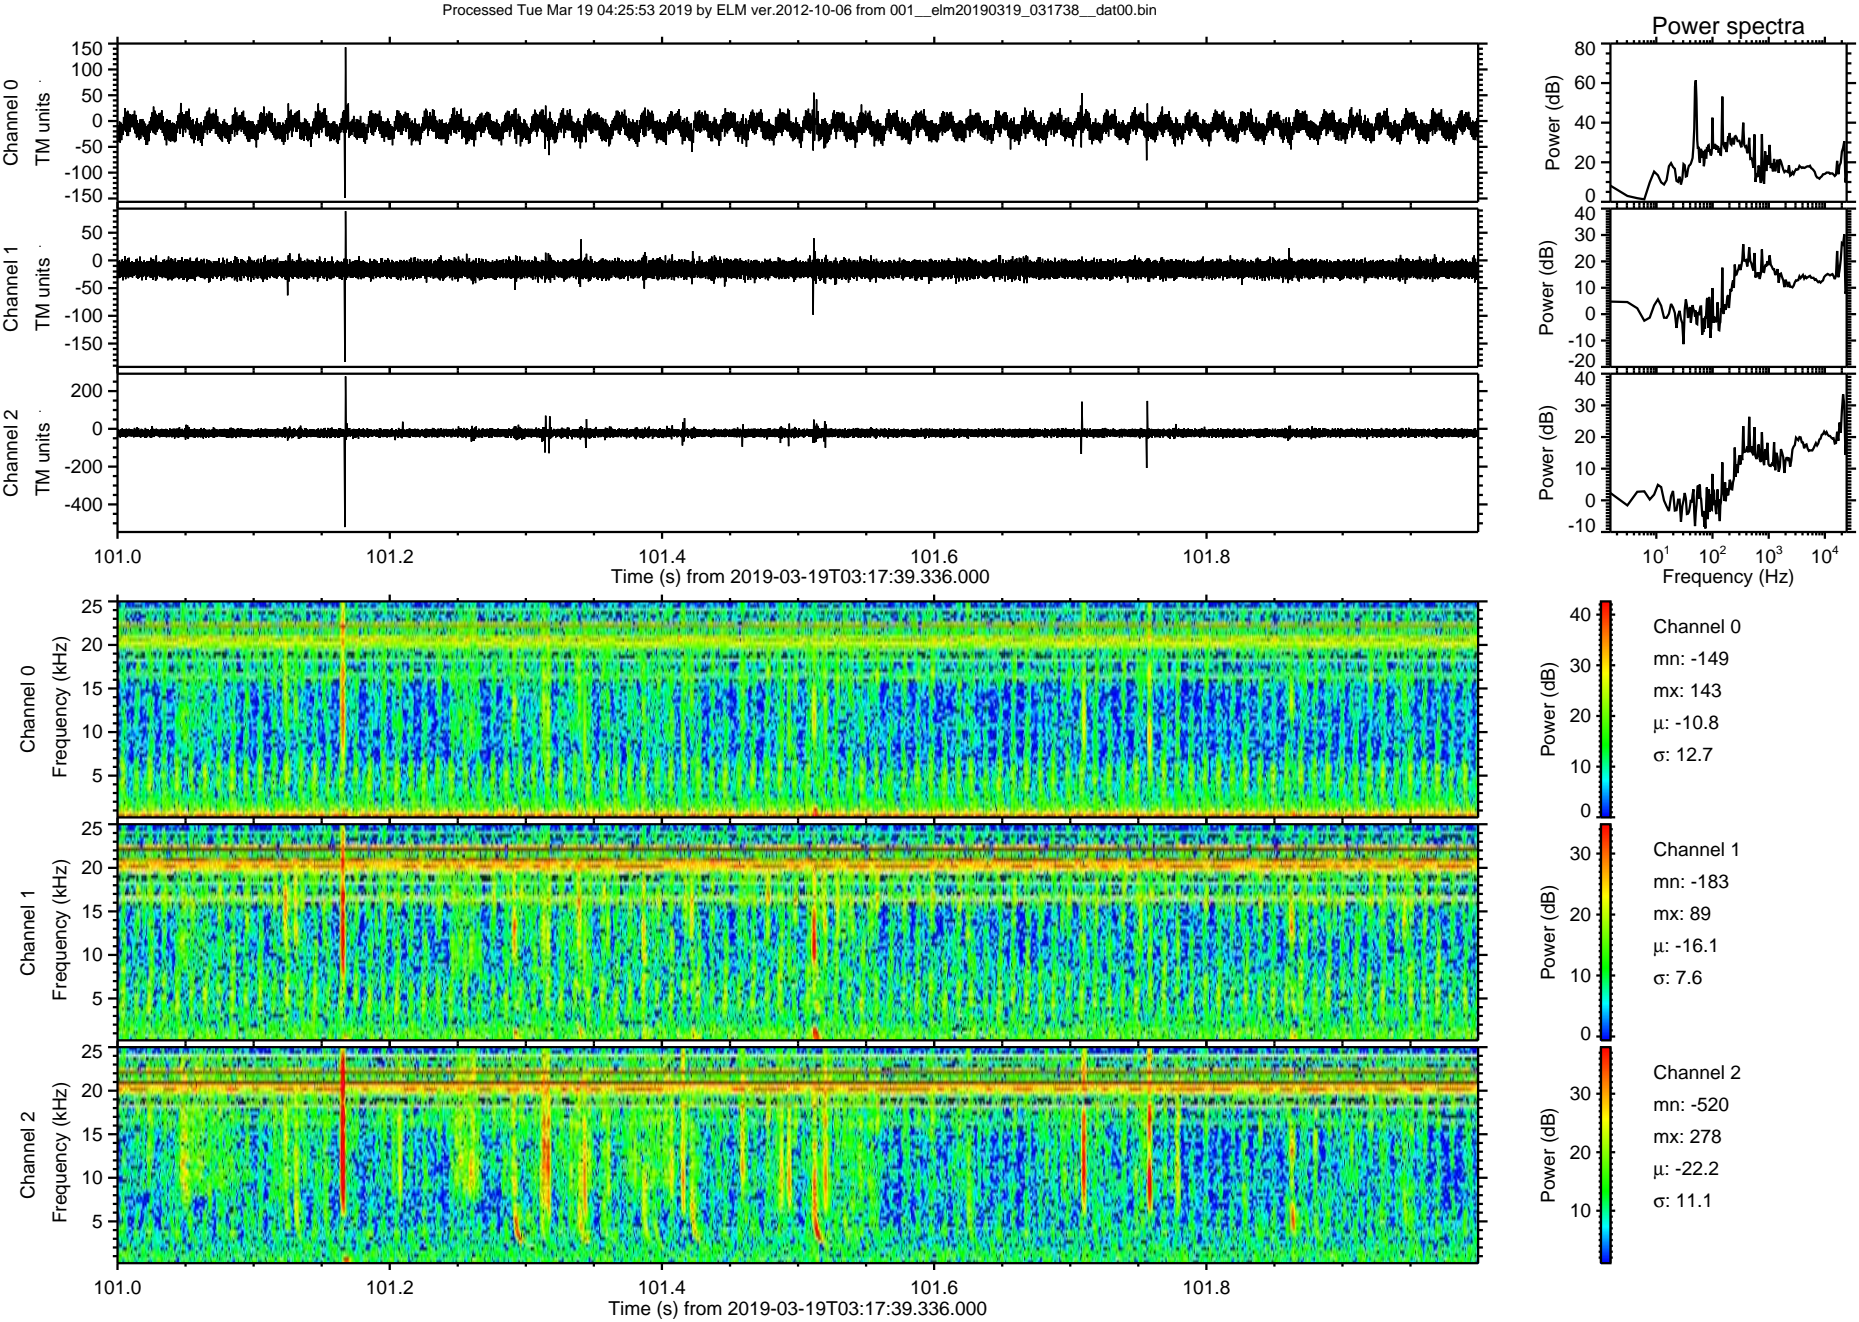 Processed Tue Mar 19 04:25:53 2019 by ELM ver.2012-10-06 from 001__elm20190319_031738__dat00.bin
Power spectra
Channel 0
TM units
150
100
50
0
-50
-100
-150
Power (dB)
80
60
40
20
0
Channel 1
TM units
50
0
-50
-100
-150
Power (dB)
40
30
20
10
0
-10
-20
Channel 2
TM units
200
0
-200
-400
Power (dB)
40
30
20
10
0
-10
101.0 101.2 101.4 101.6 101.8
Time (s) from 2019-03-19T03:17:39.336.000
10¹ 10² 10³ 10⁴
Frequency (Hz)
Channel 0
Frequency (kHz)
25
20
15
10
5
Power (dB)
40
30
20
10
0
Channel 0
mn: -149
mx: 143
μ: -10.8
σ: 12.7
Channel 1
Frequency (kHz)
25
20
15
10
5
Power (dB)
30
20
10
0
Channel 1
mn: -183
mx: 89
μ: -16.1
σ: 7.6
Channel 2
Frequency (kHz)
25
20
15
10
5
Power (dB)
30
20
10
Channel 2
mn: -520
mx: 278
μ: -22.2
σ: 11.1
101.0 101.2 101.4 101.6 101.8
Time (s) from 2019-03-19T03:17:39.336.000